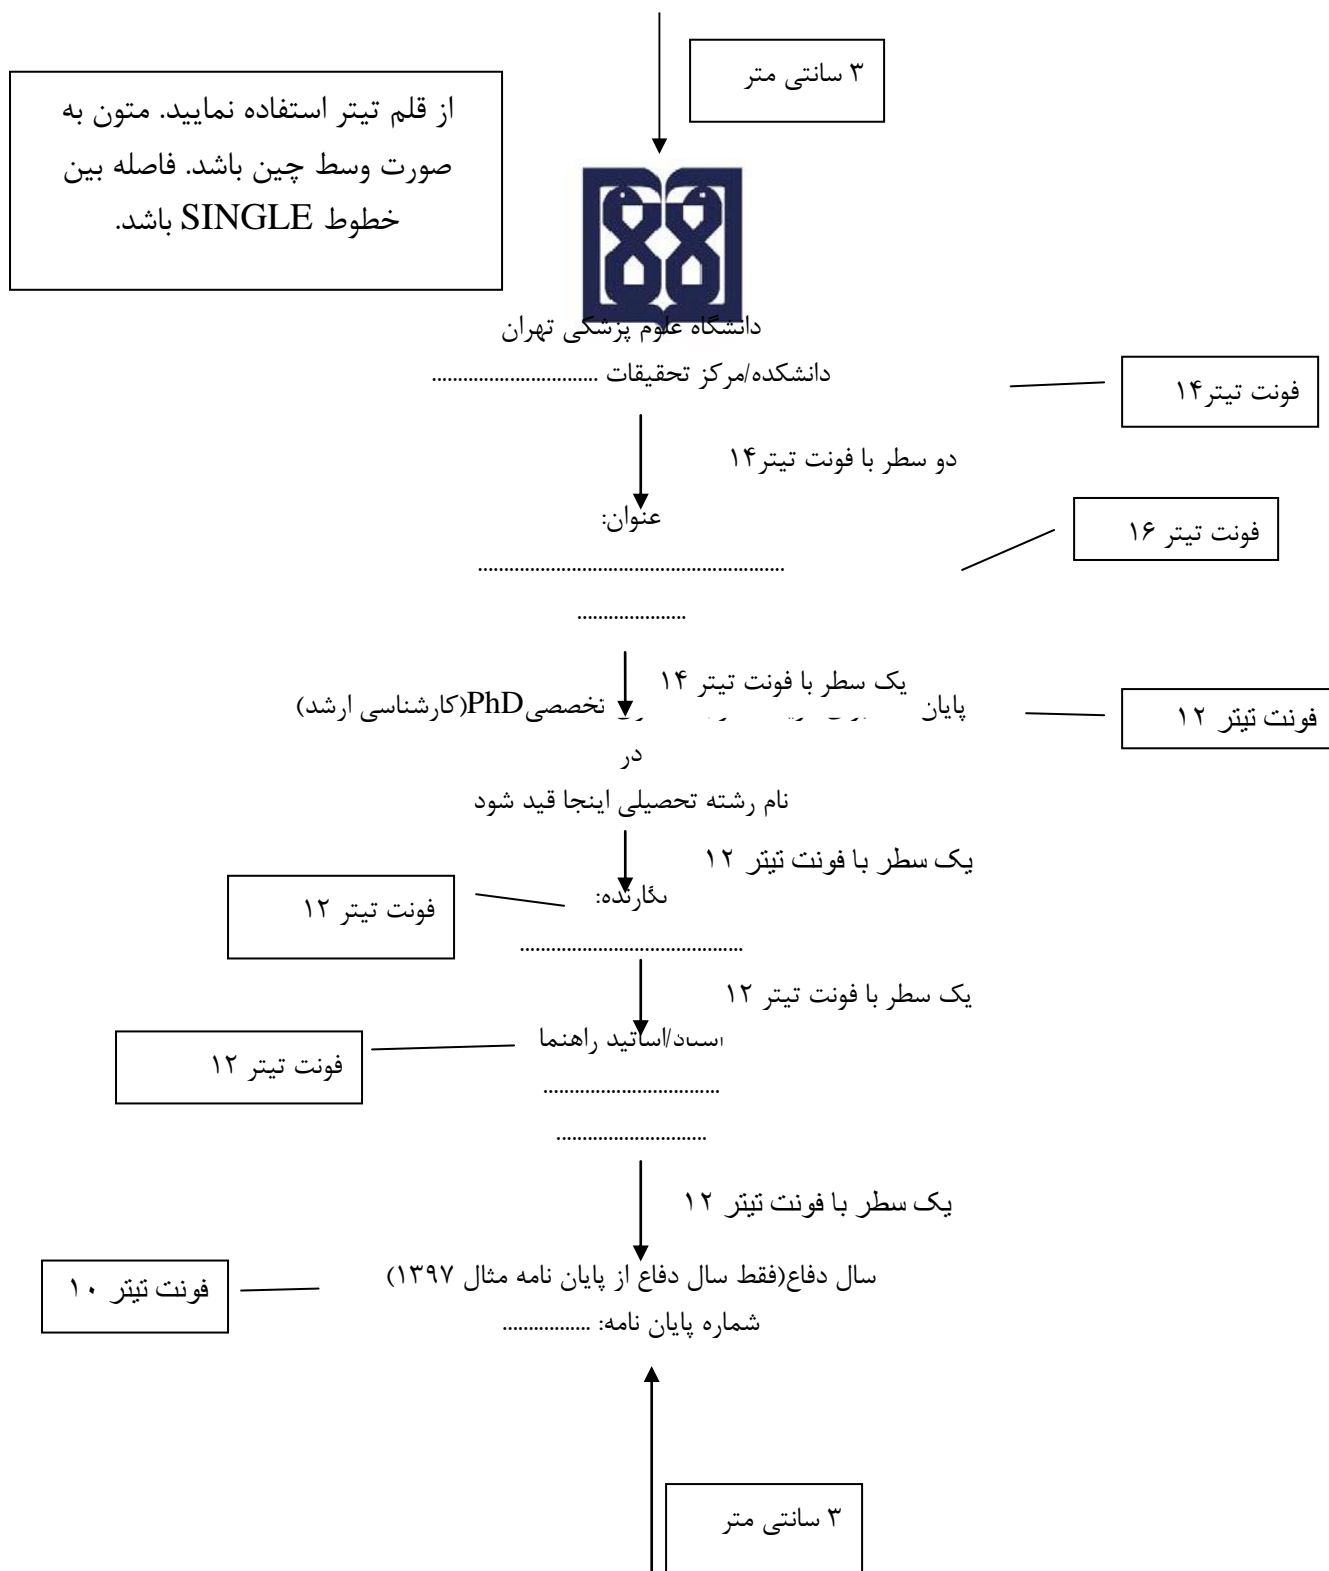 ۳ سانتی متر
از قلم تیتر استفاده نمایید. متون به
صورت وسط چین باشد. فاصله بین
خطوط SINGLE باشد.
دانشگاه علوم پزشکی تهران
دانشکده/مرکز تحقیقات ................................
فونت تیتر۱۴
دو سطر با فونت تیتر۱۴
عنوان:
فونت تیتر ۱۶
...........................................................
.....................
یک سطر با فونت تیتر ۱۴
پایان تخصصیPhD(کارشناسی ارشد)
فونت تیتر ۱۲
در
نام رشته تحصیلی اینجا قید شود
یک سطر با فونت تیتر ۱۲
نگارنده:
فونت تیتر ۱۲
...........................................
یک سطر با فونت تیتر ۱۲
استاد/اساتید راهنما
فونت تیتر ۱۲
..................................
.............................
یک سطر با فونت تیتر ۱۲
سال دفاع(فقط سال دفاع از پایان نامه مثال ۱۳۹۷)
فونت تیتر ۱۰
شماره پایان نامه: .................
۳ سانتی متر